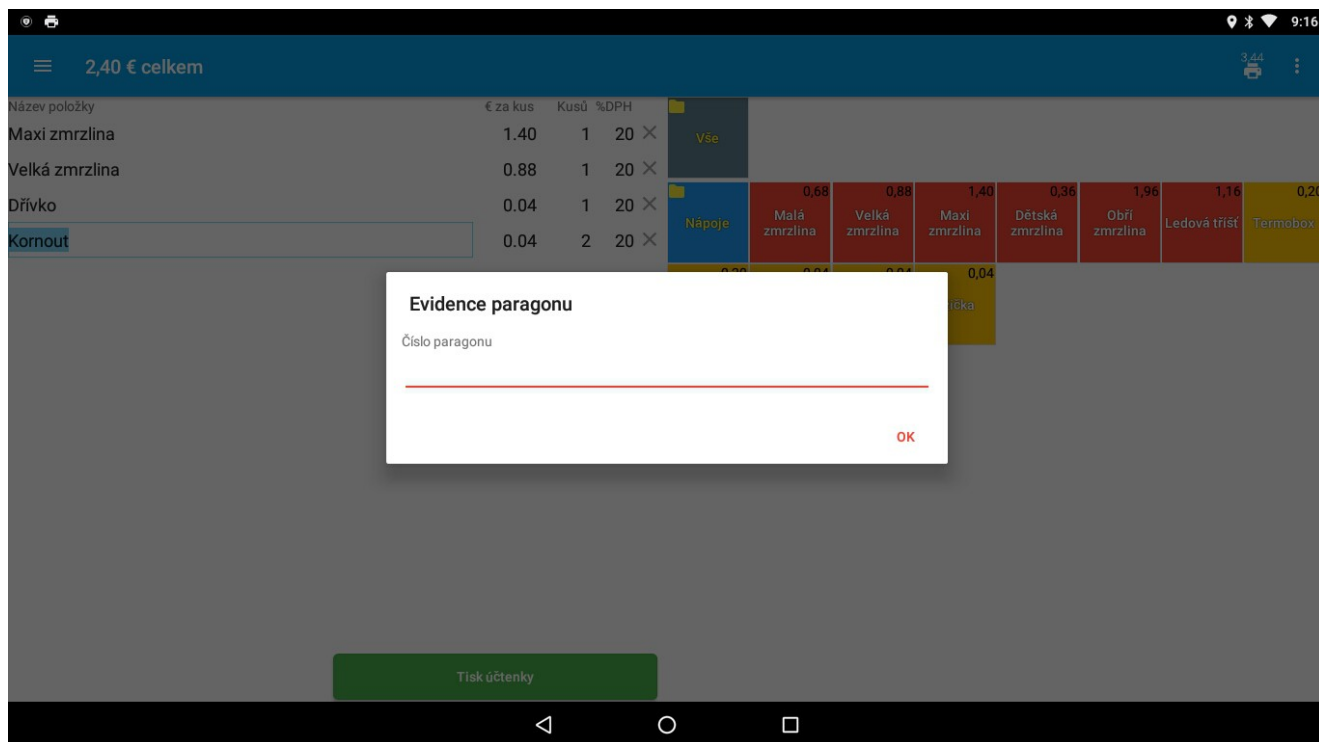 9:16
2,40 € celkem
3,44
Název položky € za kus Kusů %DPH
Maxi zmrzlina 1.40 1 20
Velká zmrzlina 0.88 1 20
Dřívko 0.04 1 20
Kornout 0.04 2 20
Vše
Nápoje
0,68
Malá
zmrzlina
0,88
Velká
zmrzlina
1,40
Maxi
zmrzlina
0,36
Dětská
zmrzlina
1,96
Obří
zmrzlina
1,16
Ledová tříšť
0,20
Termobox
0,04
Evidence paragonu
Číslo paragonu
OK
Tisk účtenky